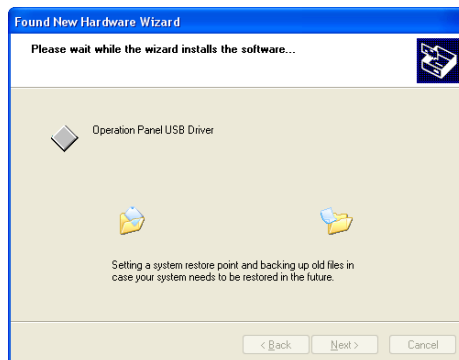 Found New Hardware Wizard
Please wait while the wizard installs the software...
Operation Panel USB Driver
Setting a system restore point and backing up old files in
case your system needs to be restored in the future.
< Back Next > Cancel